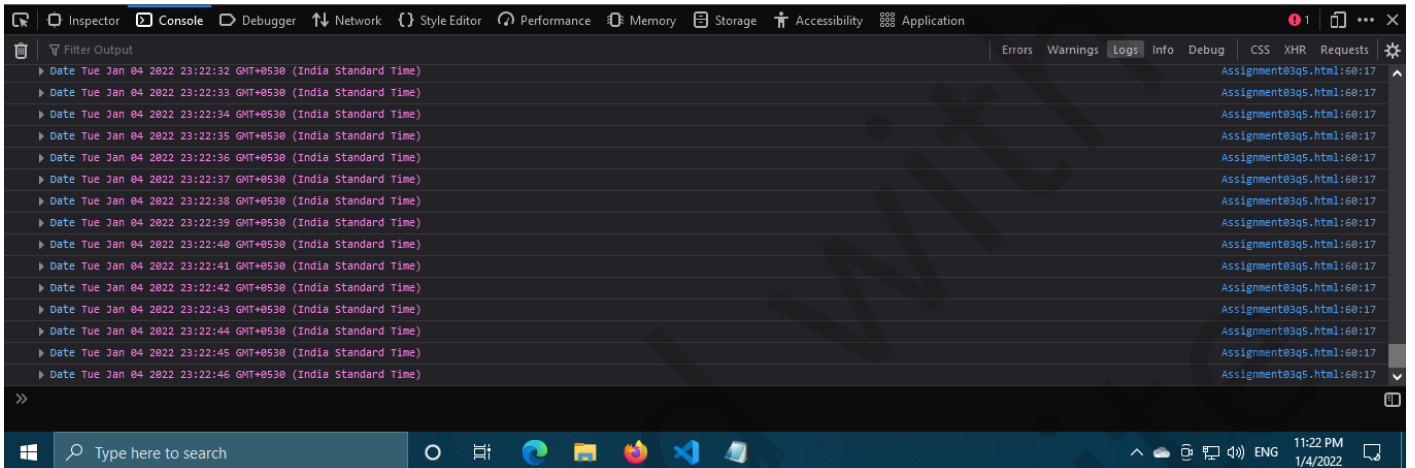 Inspector Console Debugger Network Style Editor Performance Memory Storage Accessibility Application 1
Filter Output Errors Warnings Logs Info Debug CSS XHR Requests
Date Tue Jan 04 2022 23:22:32 GMT+0530 (India Standard Time) Assignment03q5.html:60:17
Date Tue Jan 04 2022 23:22:33 GMT+0530 (India Standard Time) Assignment03q5.html:60:17
Date Tue Jan 04 2022 23:22:34 GMT+0530 (India Standard Time) Assignment03q5.html:60:17
Date Tue Jan 04 2022 23:22:35 GMT+0530 (India Standard Time) Assignment03q5.html:60:17
Date Tue Jan 04 2022 23:22:36 GMT+0530 (India Standard Time) Assignment03q5.html:60:17
Date Tue Jan 04 2022 23:22:37 GMT+0530 (India Standard Time) Assignment03q5.html:60:17
Date Tue Jan 04 2022 23:22:38 GMT+0530 (India Standard Time) Assignment03q5.html:60:17
Date Tue Jan 04 2022 23:22:39 GMT+0530 (India Standard Time) Assignment03q5.html:60:17
Date Tue Jan 04 2022 23:22:40 GMT+0530 (India Standard Time) Assignment03q5.html:60:17
Date Tue Jan 04 2022 23:22:41 GMT+0530 (India Standard Time) Assignment03q5.html:60:17
Date Tue Jan 04 2022 23:22:42 GMT+0530 (India Standard Time) Assignment03q5.html:60:17
Date Tue Jan 04 2022 23:22:43 GMT+0530 (India Standard Time) Assignment03q5.html:60:17
Date Tue Jan 04 2022 23:22:44 GMT+0530 (India Standard Time) Assignment03q5.html:60:17
Date Tue Jan 04 2022 23:22:45 GMT+0530 (India Standard Time) Assignment03q5.html:60:17
Date Tue Jan 04 2022 23:22:46 GMT+0530 (India Standard Time) Assignment03q5.html:60:17
Type here to search ENG 11:22 PM
1/4/2022
with